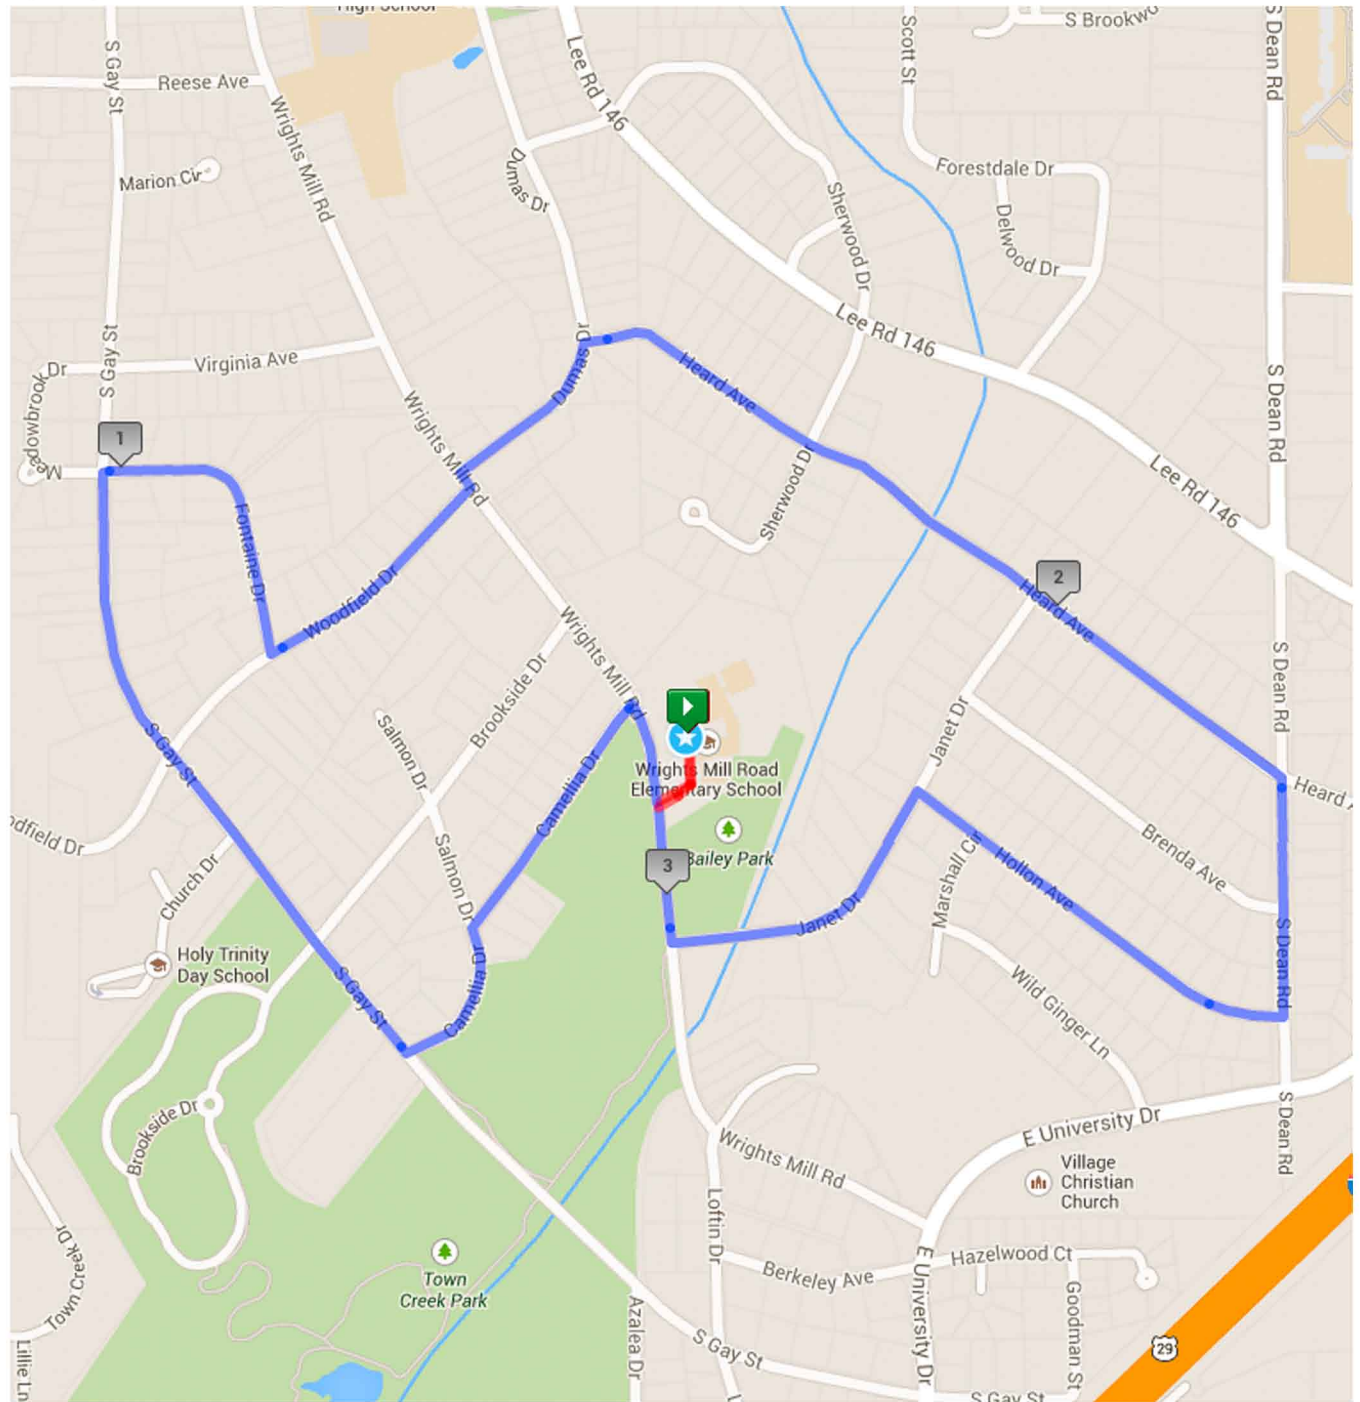 High School
S Brookwo
S Gay St
Reese Ave
Wrights Mill Rd
Lee Rd 146
Scott St
S Dean Rd
Marion Cir
Dumas Dr
Forestdale Dr
Sherwood Dr
Delwood Dr
Lee Rd 146
S Gay St
Virginia Ave
Meadowbrook Dr
M
Wrights Mill Rd
Dumas Dr
Heard Ave
S Dean Rd
1
Sherwood Dr
Lee Rd 146
Fontaine Dr
Woodfield Dr
2
Heard Ave
Wrights Mill Rd
Brookside Dr
S Dean Rd
S Gay St
Salmon Dr
Camellia Dr
Janet Dr
Wrights Mill Road
Elementary School
Heard A
odfield Dr
Church Dr
Salmon Dr
3
Bailey Park
Marshall Cir
Hollon Ave
Brenda Ave
Janet Dr
Holy Trinity
Day School
S Gay St
Camellia Dr
Wild Ginger Ln
S Dean Rd
Brookside Dr
Wrights Mill Rd
E University Dr
S Dean Rd
Village
Christian
Church
Loftin Dr
Town Creek Dr
Town
Creek Park
Berkeley Ave
E University Dr
Hazelwood Ct
Goodman St
29
Lillie Ln
Azalea Dr
S Gay St
L
S Gay St